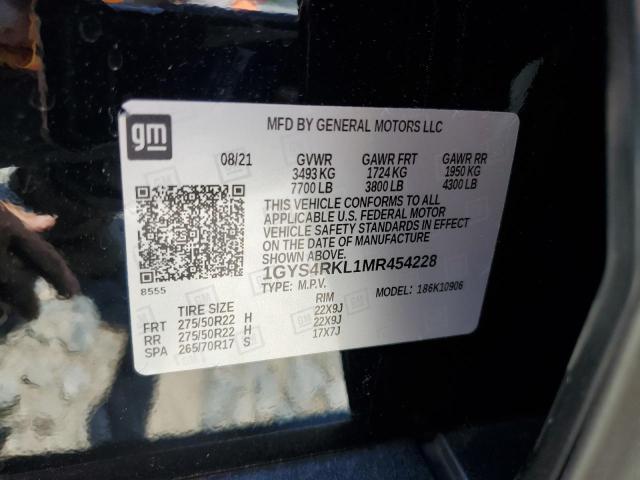 gm
MFD BY GENERAL MOTORS LLC
08/21 GVWR GAWR FRT GAWR RR
3493 KG 1724 KG 1950 KG
7700 LB 3800 LB 4300 LB
THIS VEHICLE CONFORMS TO ALL
APPLICABLE U.S. FEDERAL MOTOR
VEHICLE SAFETY STANDARDS IN EFFECT
ON THE DATE OF MANUFACTURE
SHOWN ABOVE.
1GYS4RKL1MR454228
8555 TYPE: M.P.V. MODEL: 186K10906
TIRE SIZE RIM
FRT 275/50R22 H 22X9J
RR 275/50R22 H 22X9J
SPA 265/70R17 S 17X7J